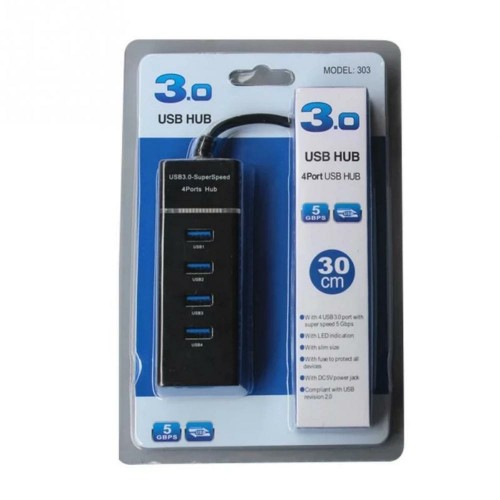 MODEL: 303
3.0
USB HUB
USB3.0-SuperSpeed
4Ports Hub
USB1
USB2
USB3
USB4
5
GBPS
3.0
USB HUB
4Port USB HUB
5
GBPS
30
cm
With 4 USB 3.0 port with
super speed 5 Gbps
With LED indication
With slim size
With fuse to protect all
devices
With DC5V power jack
Compliant with USB
revision 2.0